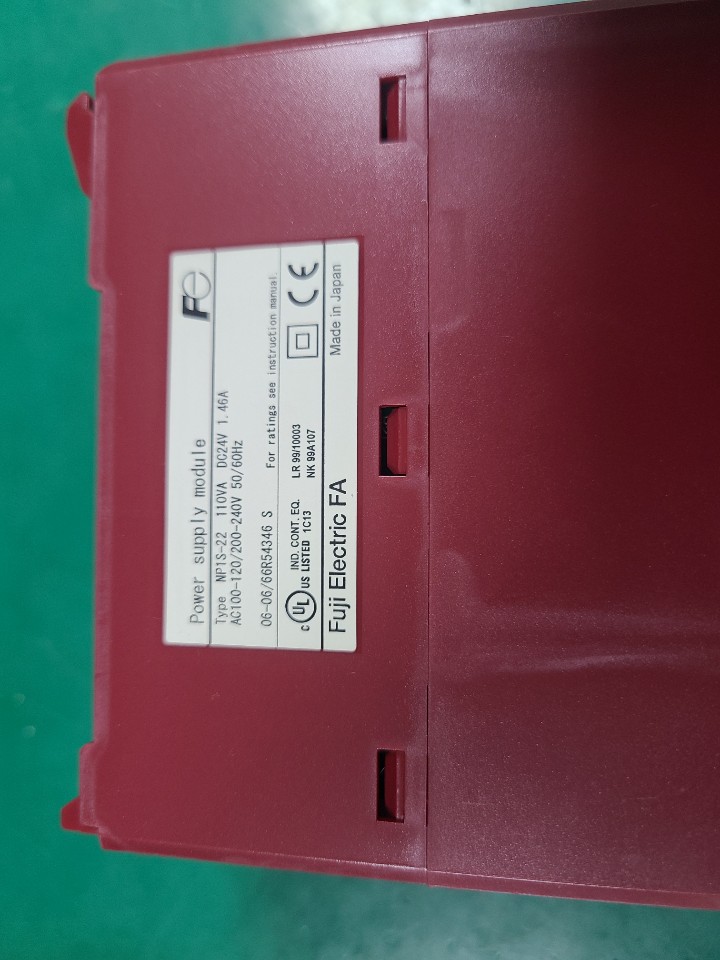 Power supply module
Fe
Type NP1S-22 110VA DC24V 1.46A
AC100-120/200-240V 50/60Hz
06-06/66R54346 S
For ratings see instruction manual.
C UL US IND. CONT. EQ.
LISTED 1C13
LR 99/10003
NK 99A107
CE
Fuji Electric FA
Made in Japan